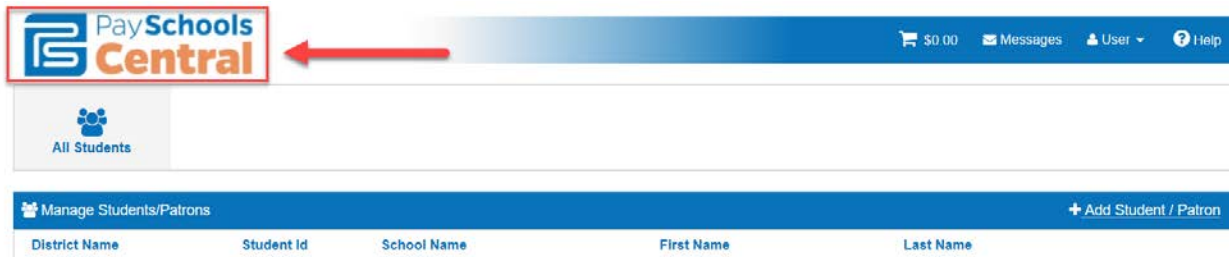 PaySchools
Central
$0.00 Messages User Help
All Students
Manage Students/Patrons + Add Student / Patron
District Name Student Id School Name First Name Last Name